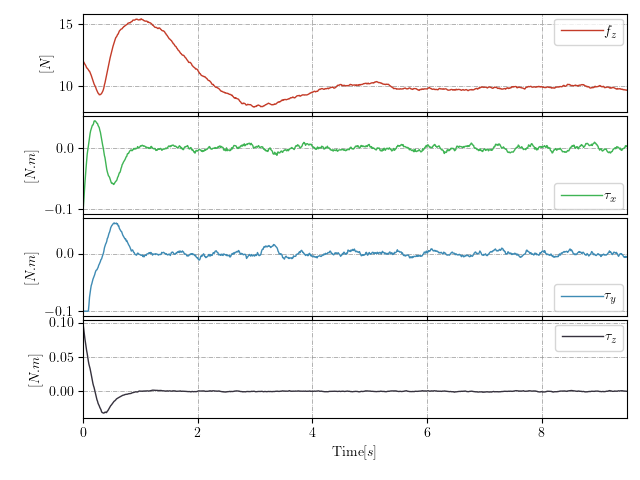 15
10
[N]
f_z
0.0
−0.1
[N.m]
τ_x
0.0
−0.1
[N.m]
τ_y
0.10
0.05
0.00
[N.m]
τ_z
0 2 4 6 8
Time[s]